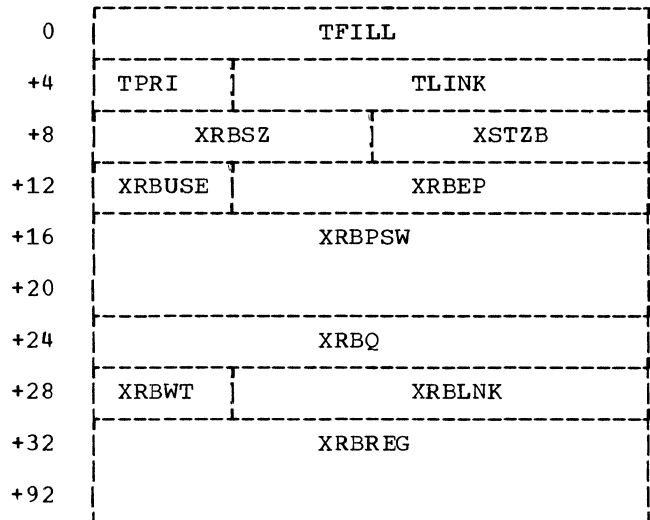 0 TFILL
+4 TPRI TLINK
+8 XRBSZ XSTZB
+12 XRBUSE XRBEP
+16 XRBPSW
+20
+24 XRBQ
+28 XRBWT XRBLNK
+32 XRBREG
+92